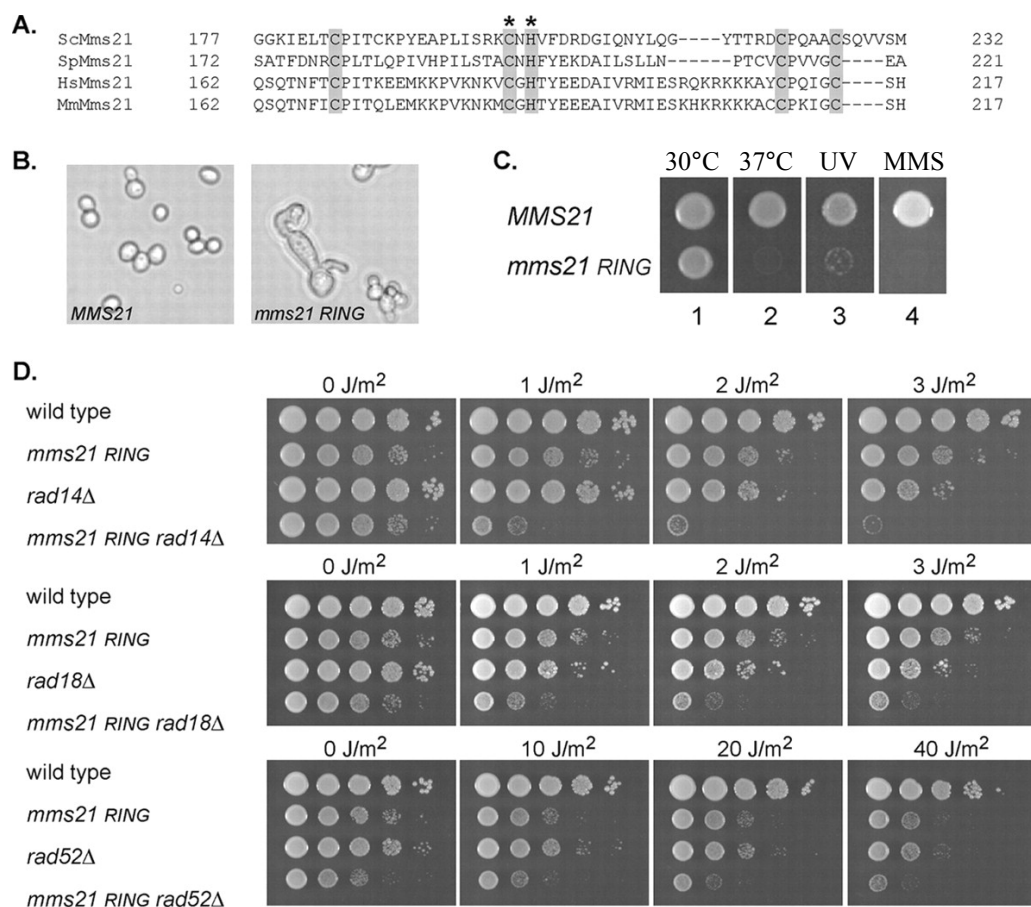 A.
* *
ScMms21 177 GGKIELTCPITCKPYEAPLISRKCNHVFDRDGIQNYLQG----YTTRDCPQAACSQVVSM 232
SpMms21 172 SATFDNRCPLTLQPIVHPILSTACNHFYEKDAILSLLN-----PTCVCPVVGC----EA 221
HsMms21 162 QSQTNFTCPITKEEMKKPVKNKVCGHTYEEDAIVRMIESRQKRKKKAYCPQIGC----SH 217
MmMms21 162 QSQTNFICPITQLEMKKPVKNKMCGHTYEEEAIVRMIESKHKRKKKACCPKIGC----SH 217
B.
MMS21
mms21 RING
C.
30°C 37°C UV MMS
MMS21
mms21 RING
1 2 3 4
D.
0 J/m² 1 J/m² 2 J/m² 3 J/m²
wild type
mms21 RING
rad14Δ
mms21 RING rad14Δ
0 J/m² 1 J/m² 2 J/m² 3 J/m²
wild type
mms21 RING
rad18Δ
mms21 RING rad18Δ
0 J/m² 10 J/m² 20 J/m² 40 J/m²
wild type
mms21 RING
rad52Δ
mms21 RING rad52Δ